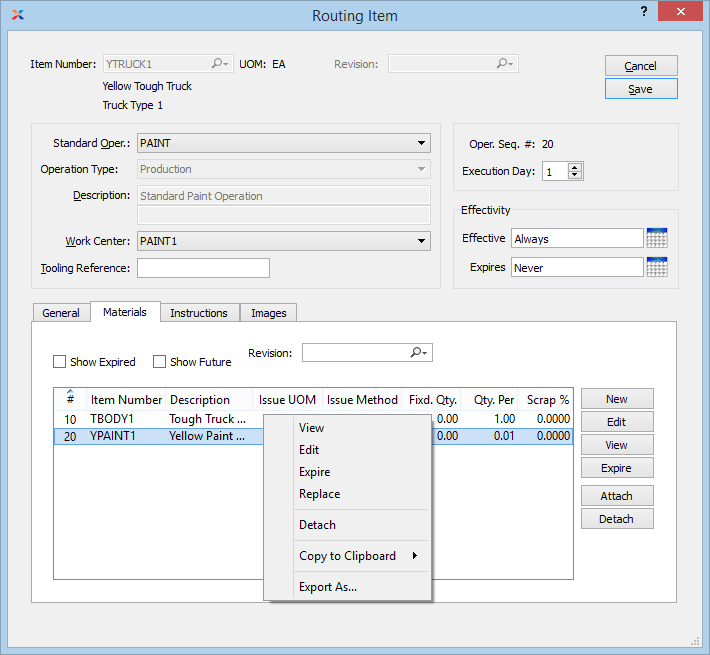 Routing Item
?
Item Number: YTRUCK1 UOM: EA Revision:
Cancel
Yellow Tough Truck
Save
Truck Type 1
Standard Oper.: PAINT
Operation Type: Production
Description: Standard Paint Operation
Work Center: PAINT1
Tooling Reference:
Oper. Seq. #: 20
Execution Day: 1
Effectivity
Effective Always
Expires Never
General Materials Instructions Images
Show Expired Show Future Revision:
# Item Number Description Issue UOM Issue Method Fixd. Qty. Qty. Per Scrap %
10 TBODY1 Tough Truck ... 0.00 1.00 0.0000
20 YPAINT1 Yellow Paint ... 0.00 0.01 0.0000
View
Edit
Expire
Replace
Detach
Copy to Clipboard
Export As...
New
Edit
View
Expire
Attach
Detach